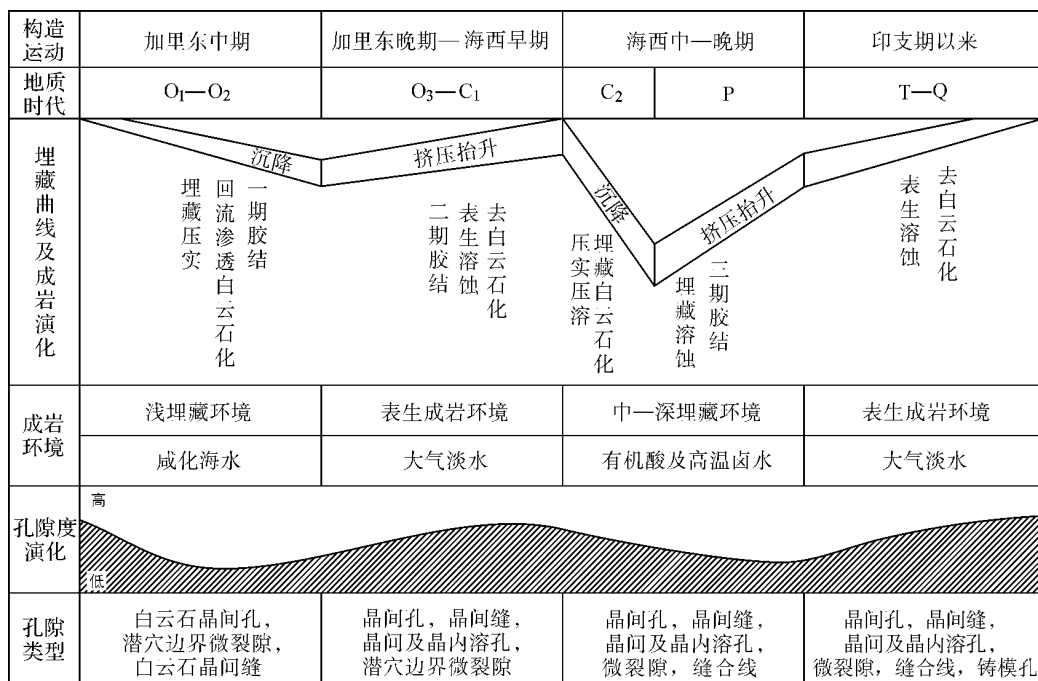 构造运动
加里东中期
加里东晚期—海西早期
海西中—晚期
印支期以来
地质时代
O₁—O₂
O₃—C₁
C₂
P
T—Q
埋藏曲线及成岩演化
沉降
挤压抬升
沉降
挤压抬升
埋藏压实
回流渗透白云石化
一期胶结
二期胶结
表生溶蚀
去白云石化
压实压溶
埋藏白云石化
埋藏溶蚀
三期胶结
表生溶蚀
去白云石化
成岩环境
浅埋藏环境
表生成岩环境
中—深埋藏环境
表生成岩环境
咸化海水
大气淡水
有机酸及高温卤水
大气淡水
孔隙度演化
高
低
孔隙类型
白云石晶间孔，
潜穴边界微裂隙，
白云石晶间缝
晶间孔，晶间缝，
晶间及晶内溶孔，
潜穴边界微裂隙
晶间孔，晶间缝，
晶间及晶内溶孔，
微裂隙，缝合线
晶间孔，晶间缝，
晶间及晶内溶孔，
微裂隙，缝合线，铸模孔